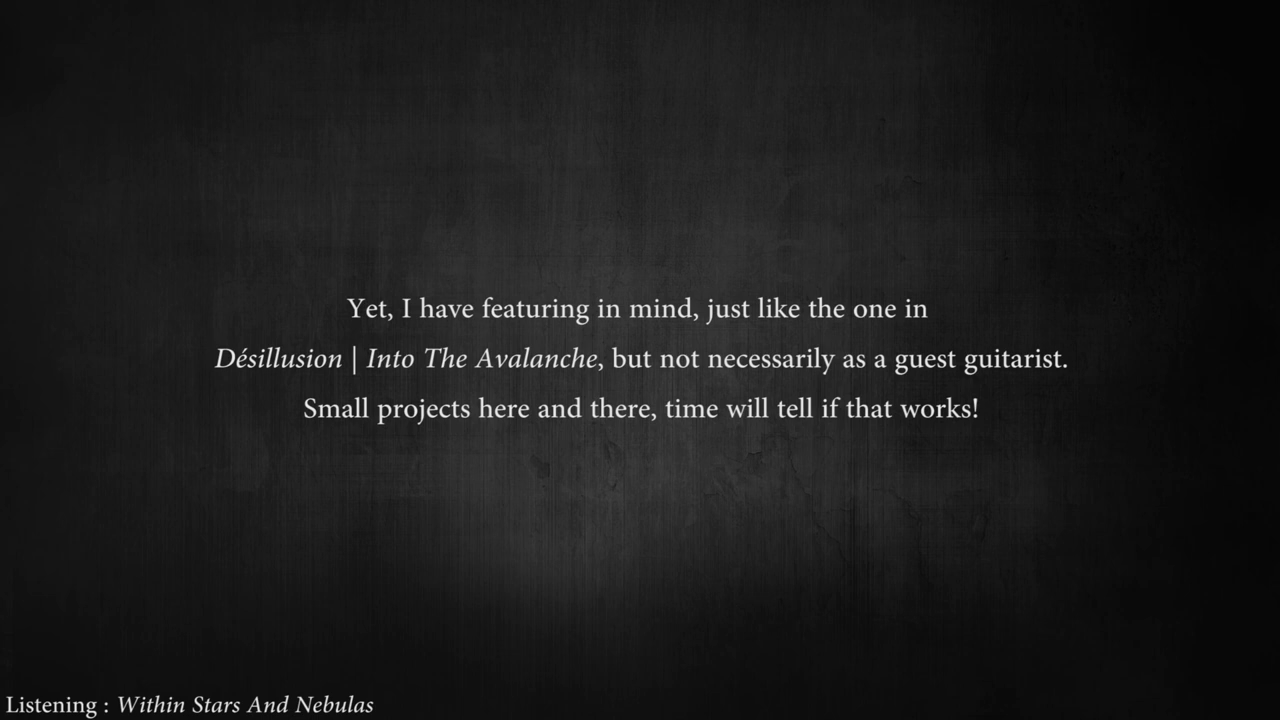 Yet, I have featuring in mind, just like the one in
Désillusion | Into The Avalanche, but not necessarily as a guest guitarist.
Small projects here and there, time will tell if that works!
Listening : Within Stars And Nebulas